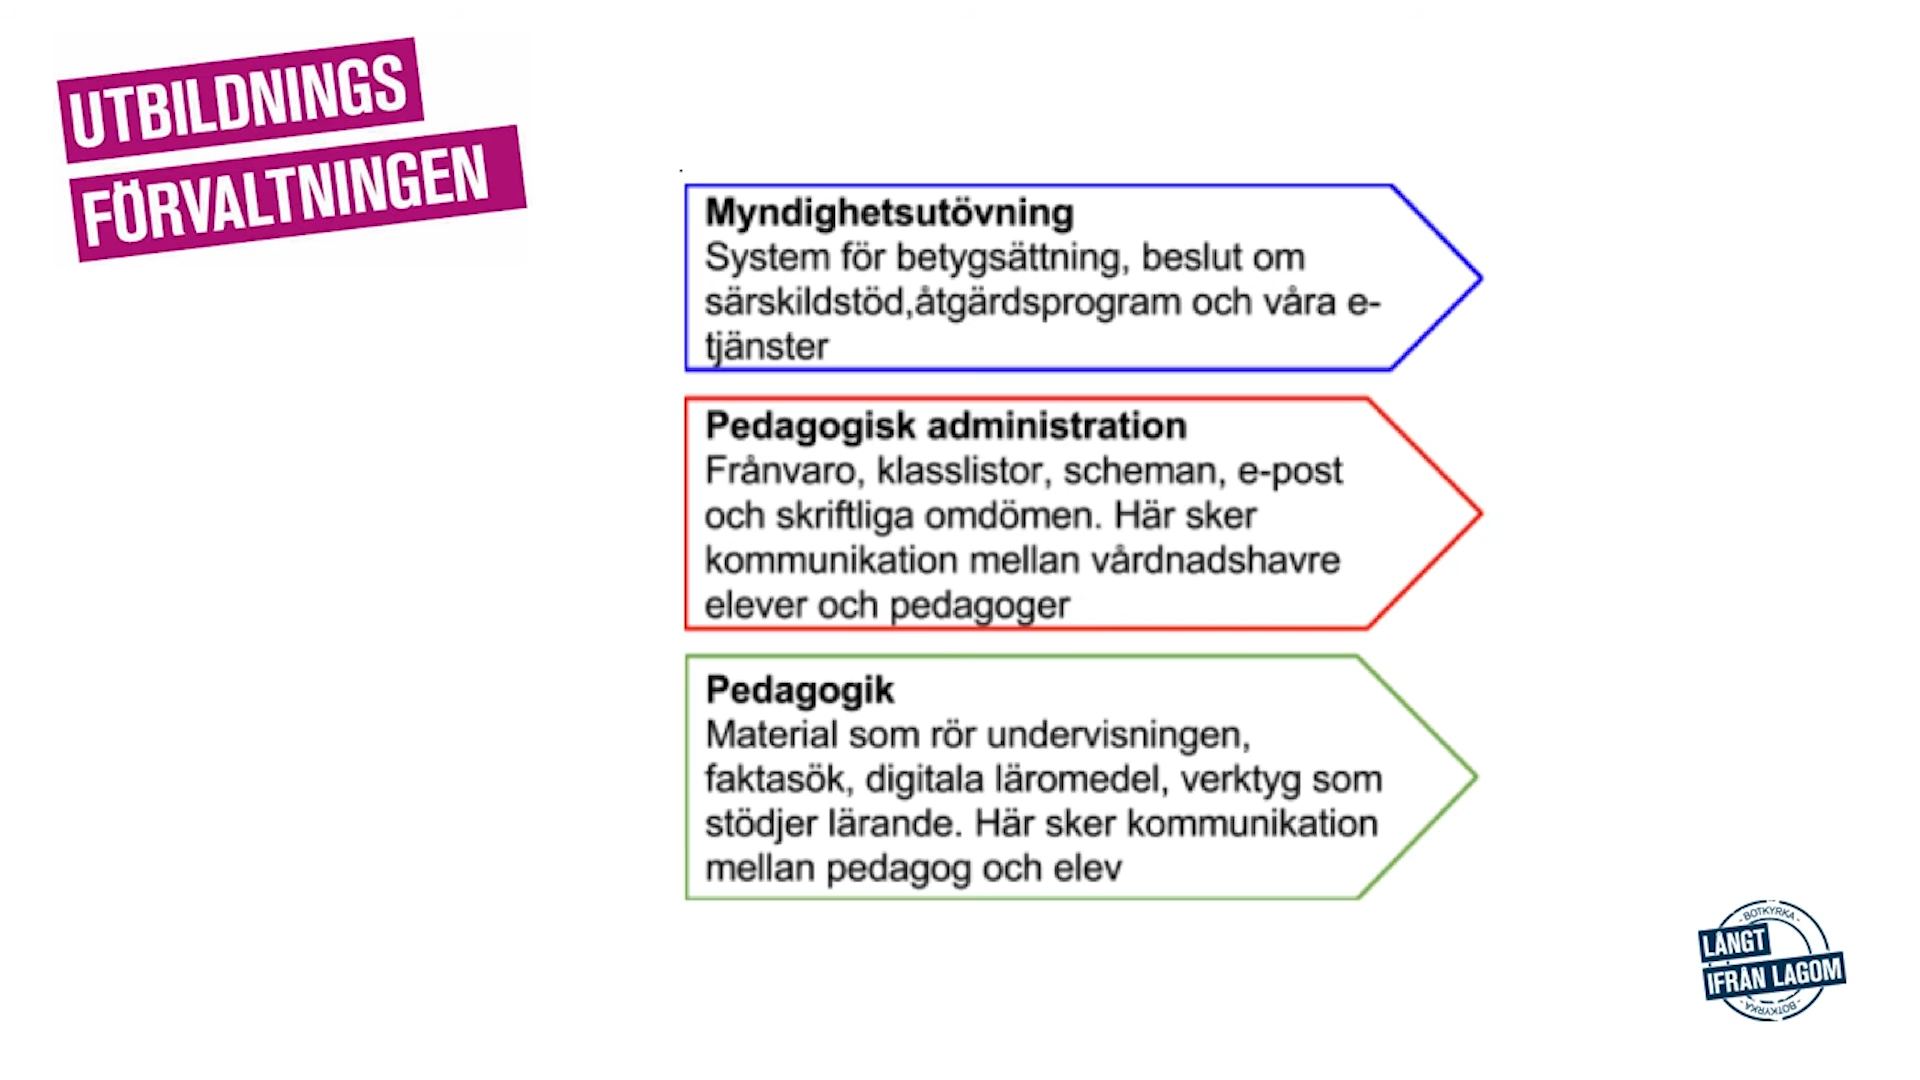 UTBILDNINGS
FÖRVALTNINGEN
Myndighetsutövning
System för betygsättning, beslut om
särskildstöd,åtgärdsprogram och våra e-
tjänster
Pedagogisk administration
Frånvaro, klasslistor, scheman, e-post
och skriftliga omdömen. Här sker
kommunikation mellan vårdnadshavre
elever och pedagoger
Pedagogik
Material som rör undervisningen,
faktasök, digitala läromedel, verktyg som
stödjer lärande. Här sker kommunikation
mellan pedagog och elev
- BOTKYRKA -
LÅNGT
IFRÅN LAGOM
- BOTKYRKA -